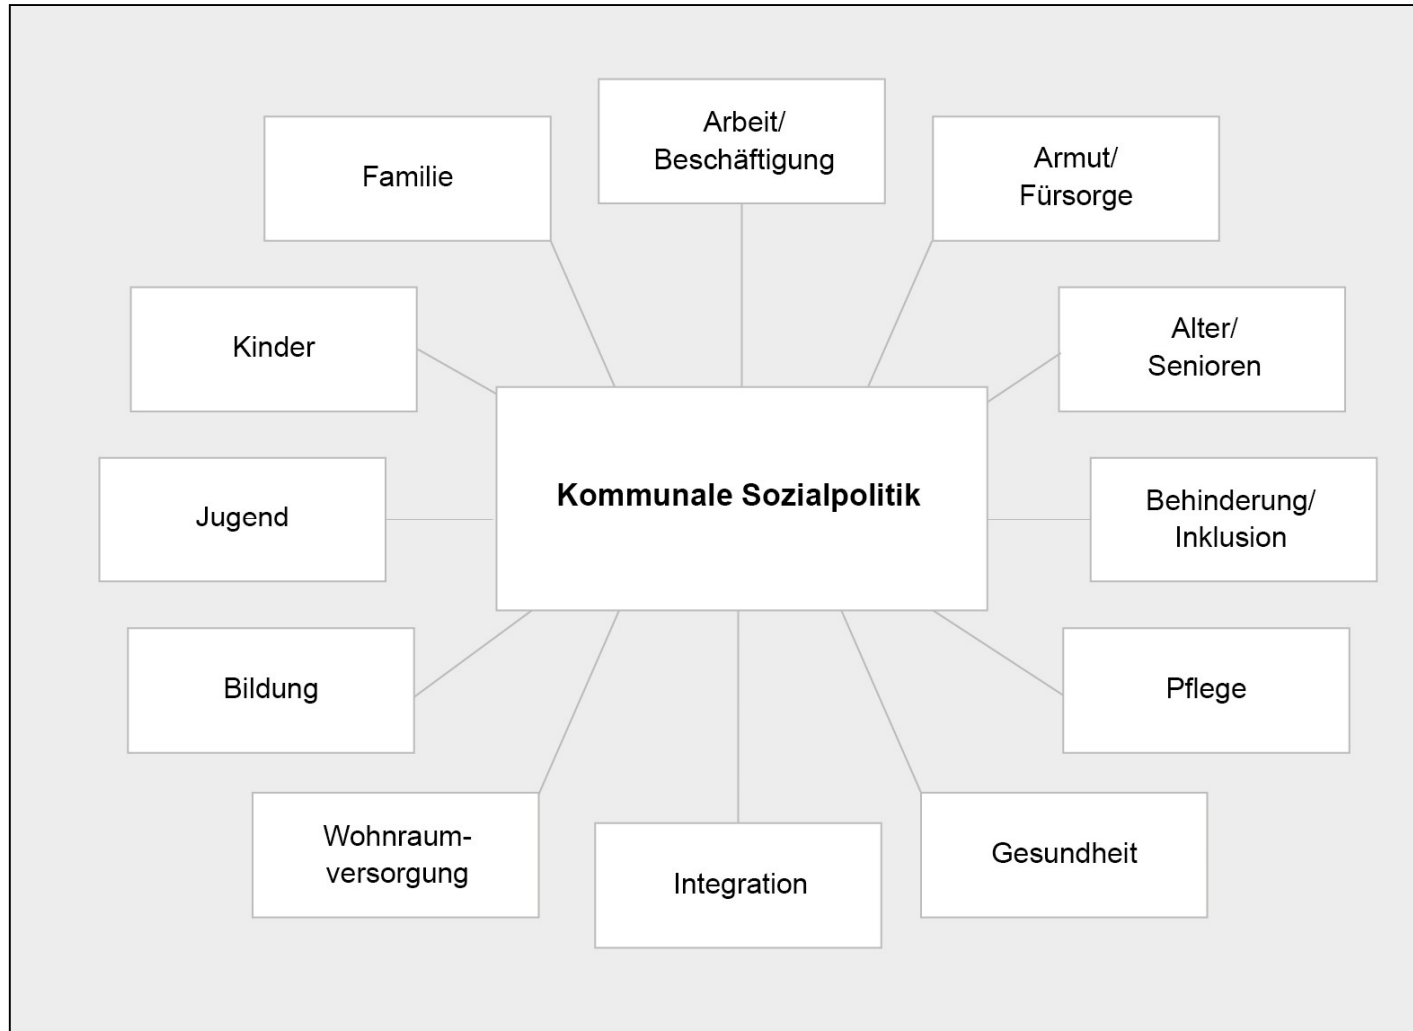 Arbeit/
Beschäftigung
Familie
Armut/
Fürsorge
Kinder
Alter/
Senioren
Kommunale Sozialpolitik
Jugend
Behinderung/
Inklusion
Bildung
Pflege
Wohnraum-
versorgung
Integration
Gesundheit